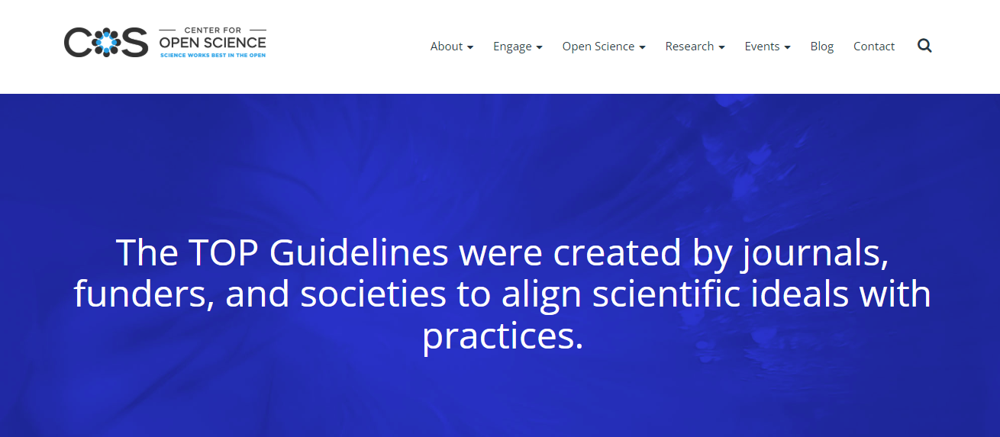 COS
CENTER FOR
OPEN SCIENCE
SCIENCE WORKS BEST IN THE OPEN
About Engage Open Science Research Events Blog Contact
The TOP Guidelines were created by journals,
funders, and societies to align scientific ideals with
practices.